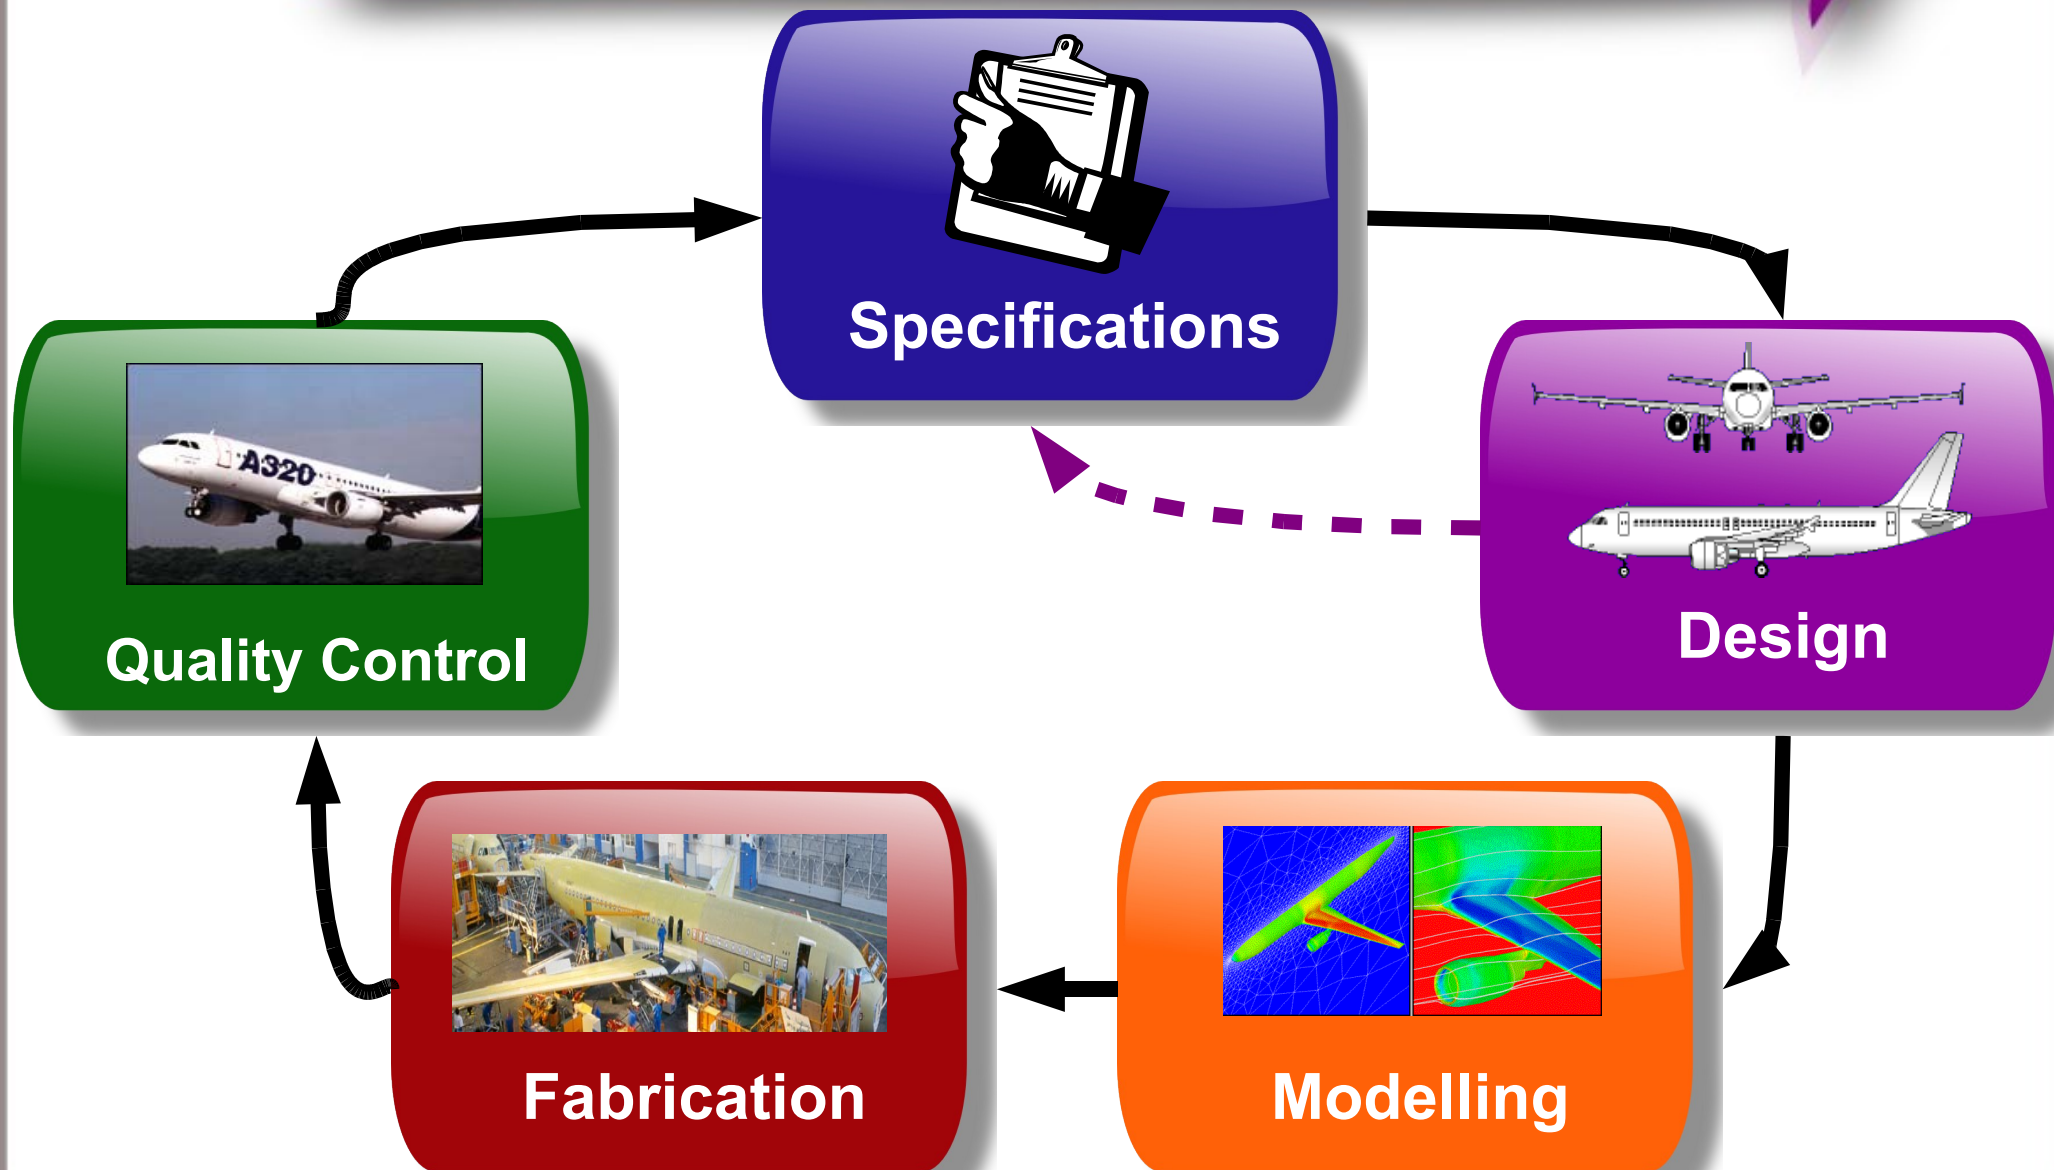 Specifications
A320
Quality Control
Design
Fabrication
Modelling